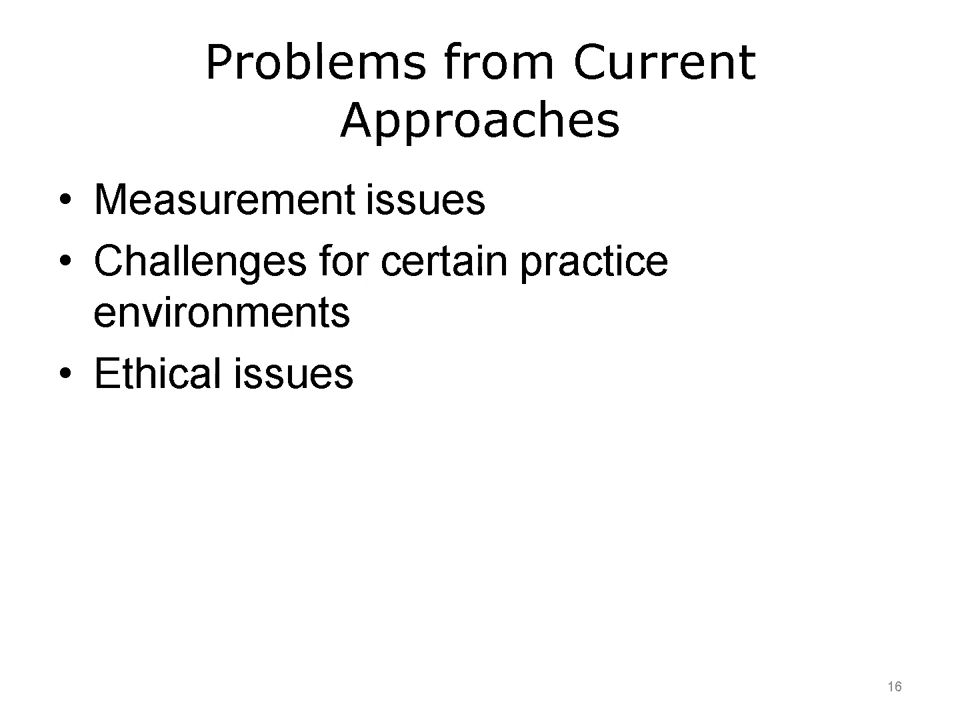 Problems from Current
Approaches
• Measurement issues
• Challenges for certain practice
environments
• Ethical issues
16